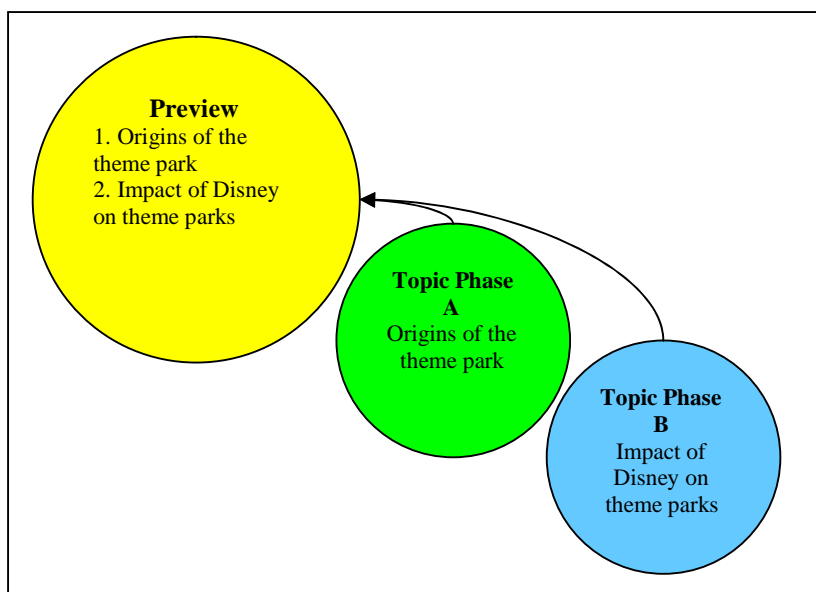 Preview
1. Origins of the
theme park
2. Impact of Disney
on theme parks
Topic Phase
A
Origins of the
theme park
Topic Phase
B
Impact of
Disney on
theme parks